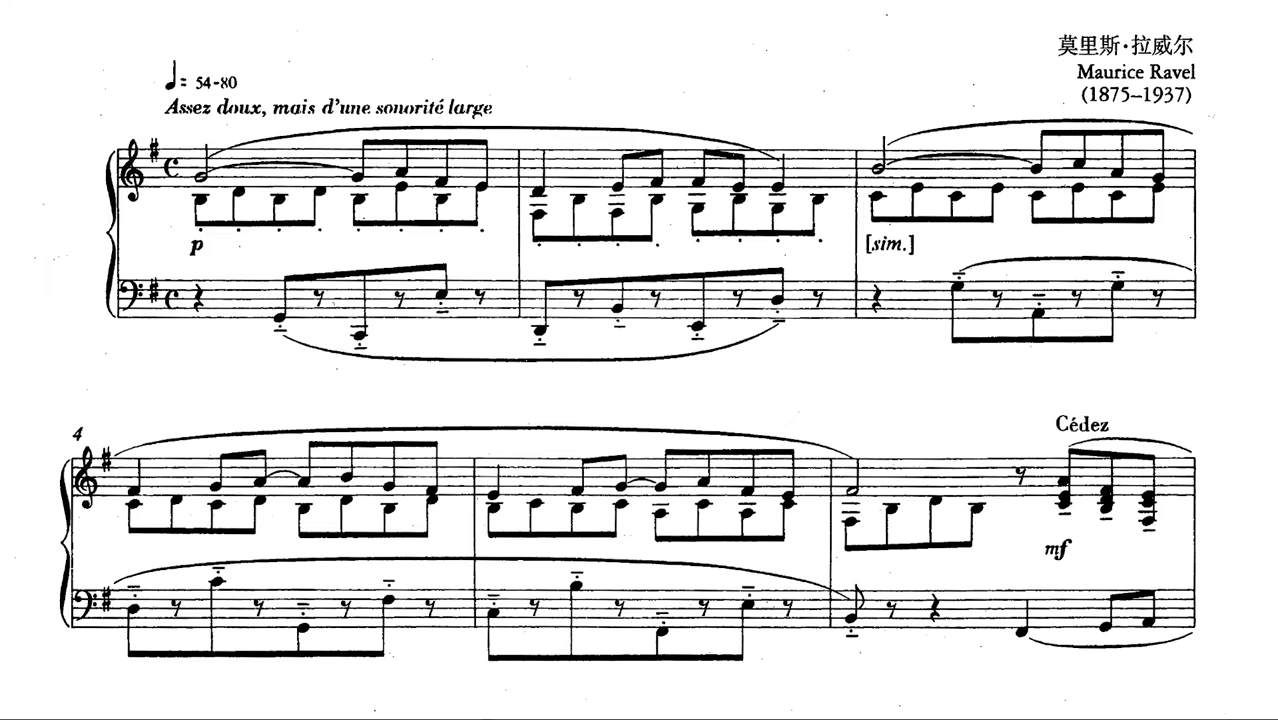 莫里斯·拉威尔
♩= 54-80
Maurice Ravel
Assez doux, mais d'une sonorité large
(1875–1937)
p
[sim.]
4
Cédez
mf